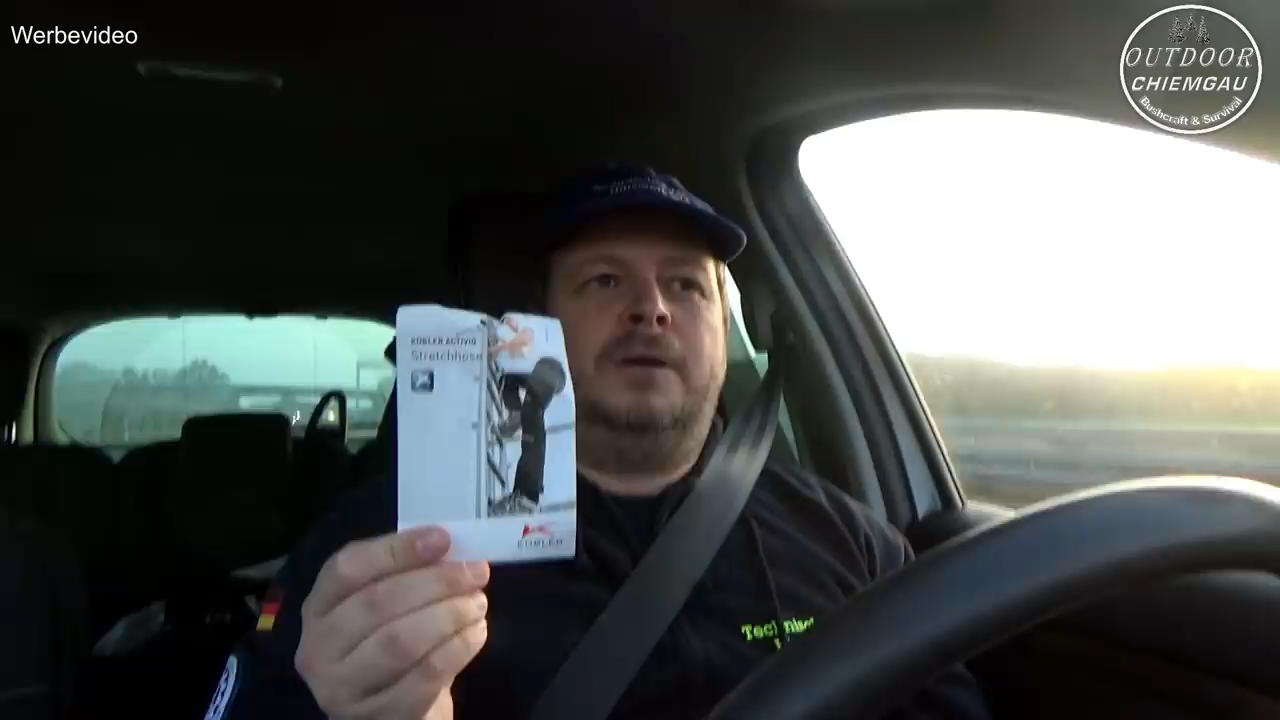 Werbevideo
OUTDOOR
CHIEMGAU
Bushcraft & Survival
KÜBLER ACTIVIQ
Stretchhose
KÜBLER